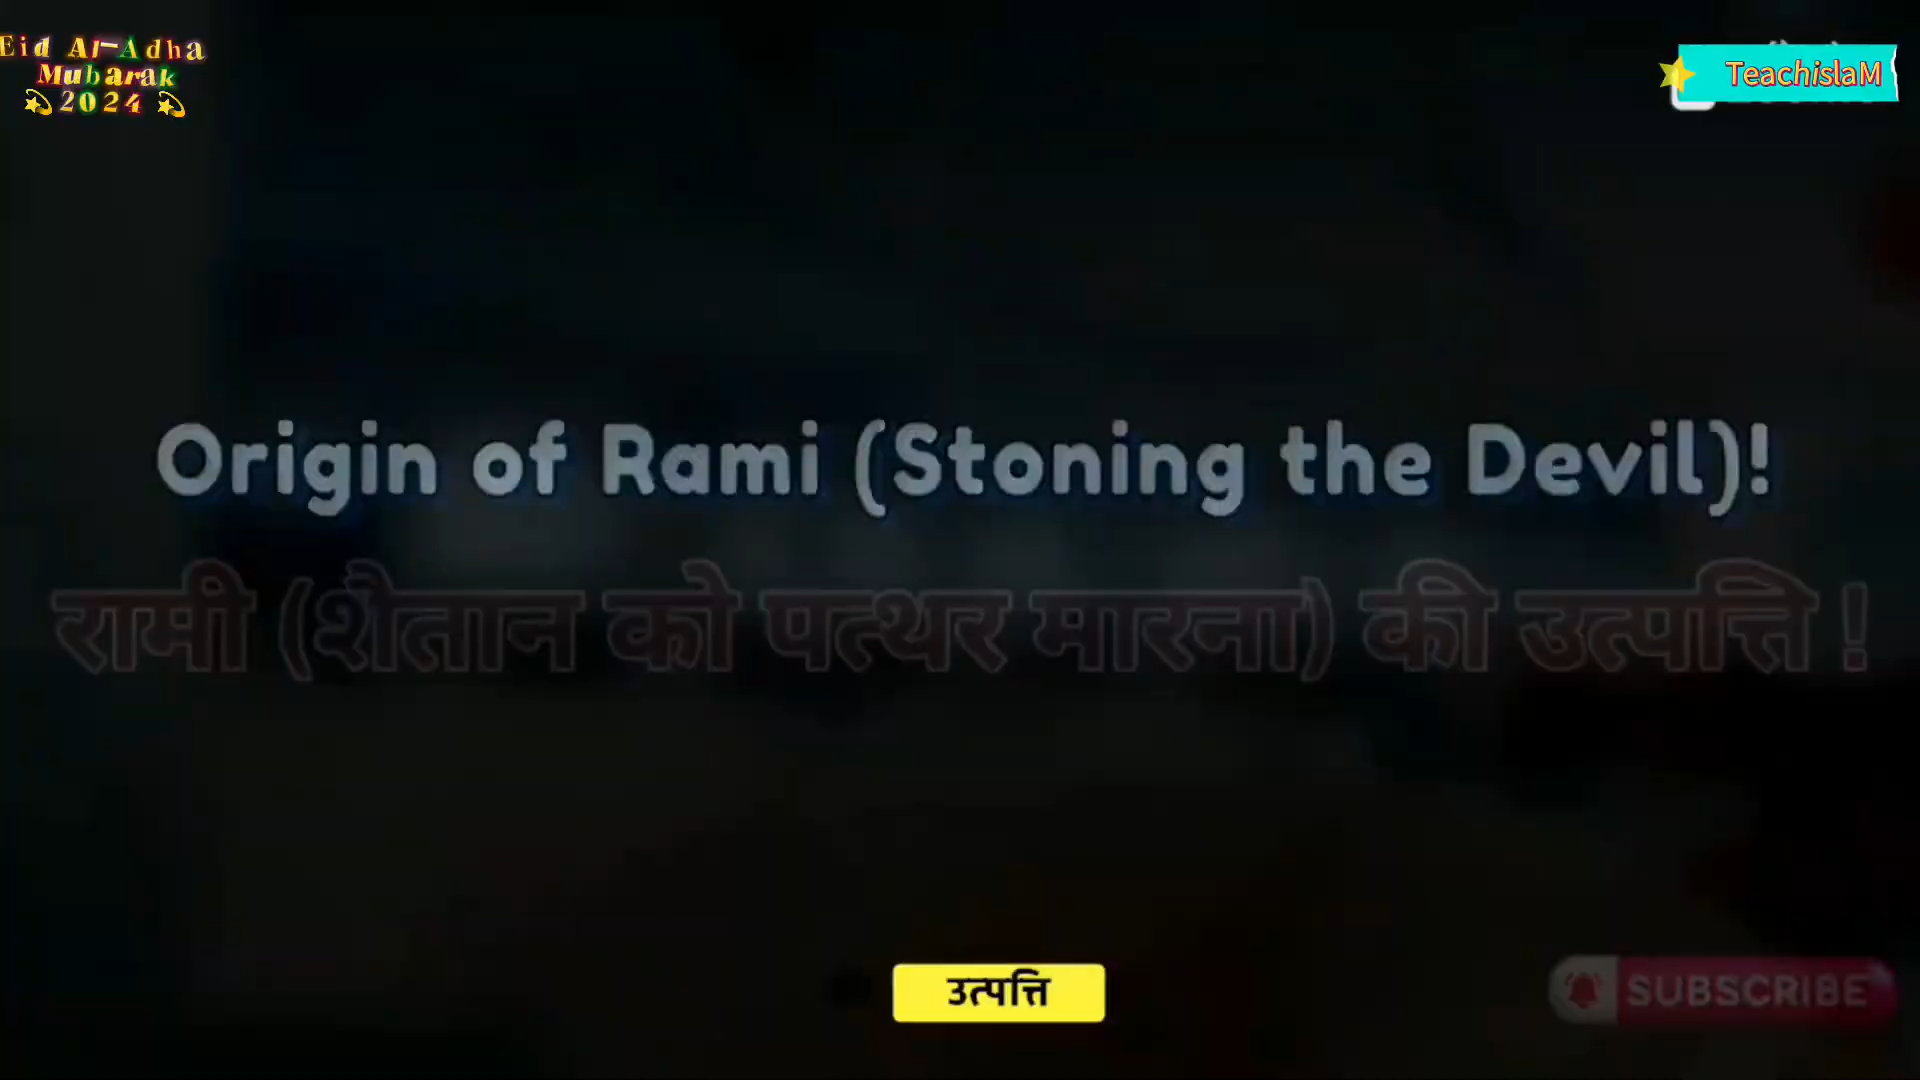 Eid Al-Adha
Mubarak
2024
TeachislaM
Origin of Rami (Stoning the Devil)!
रामी (शैतान को पत्थर मारना) की उत्पत्ति !
उत्पत्ति
SUBSCRIBE